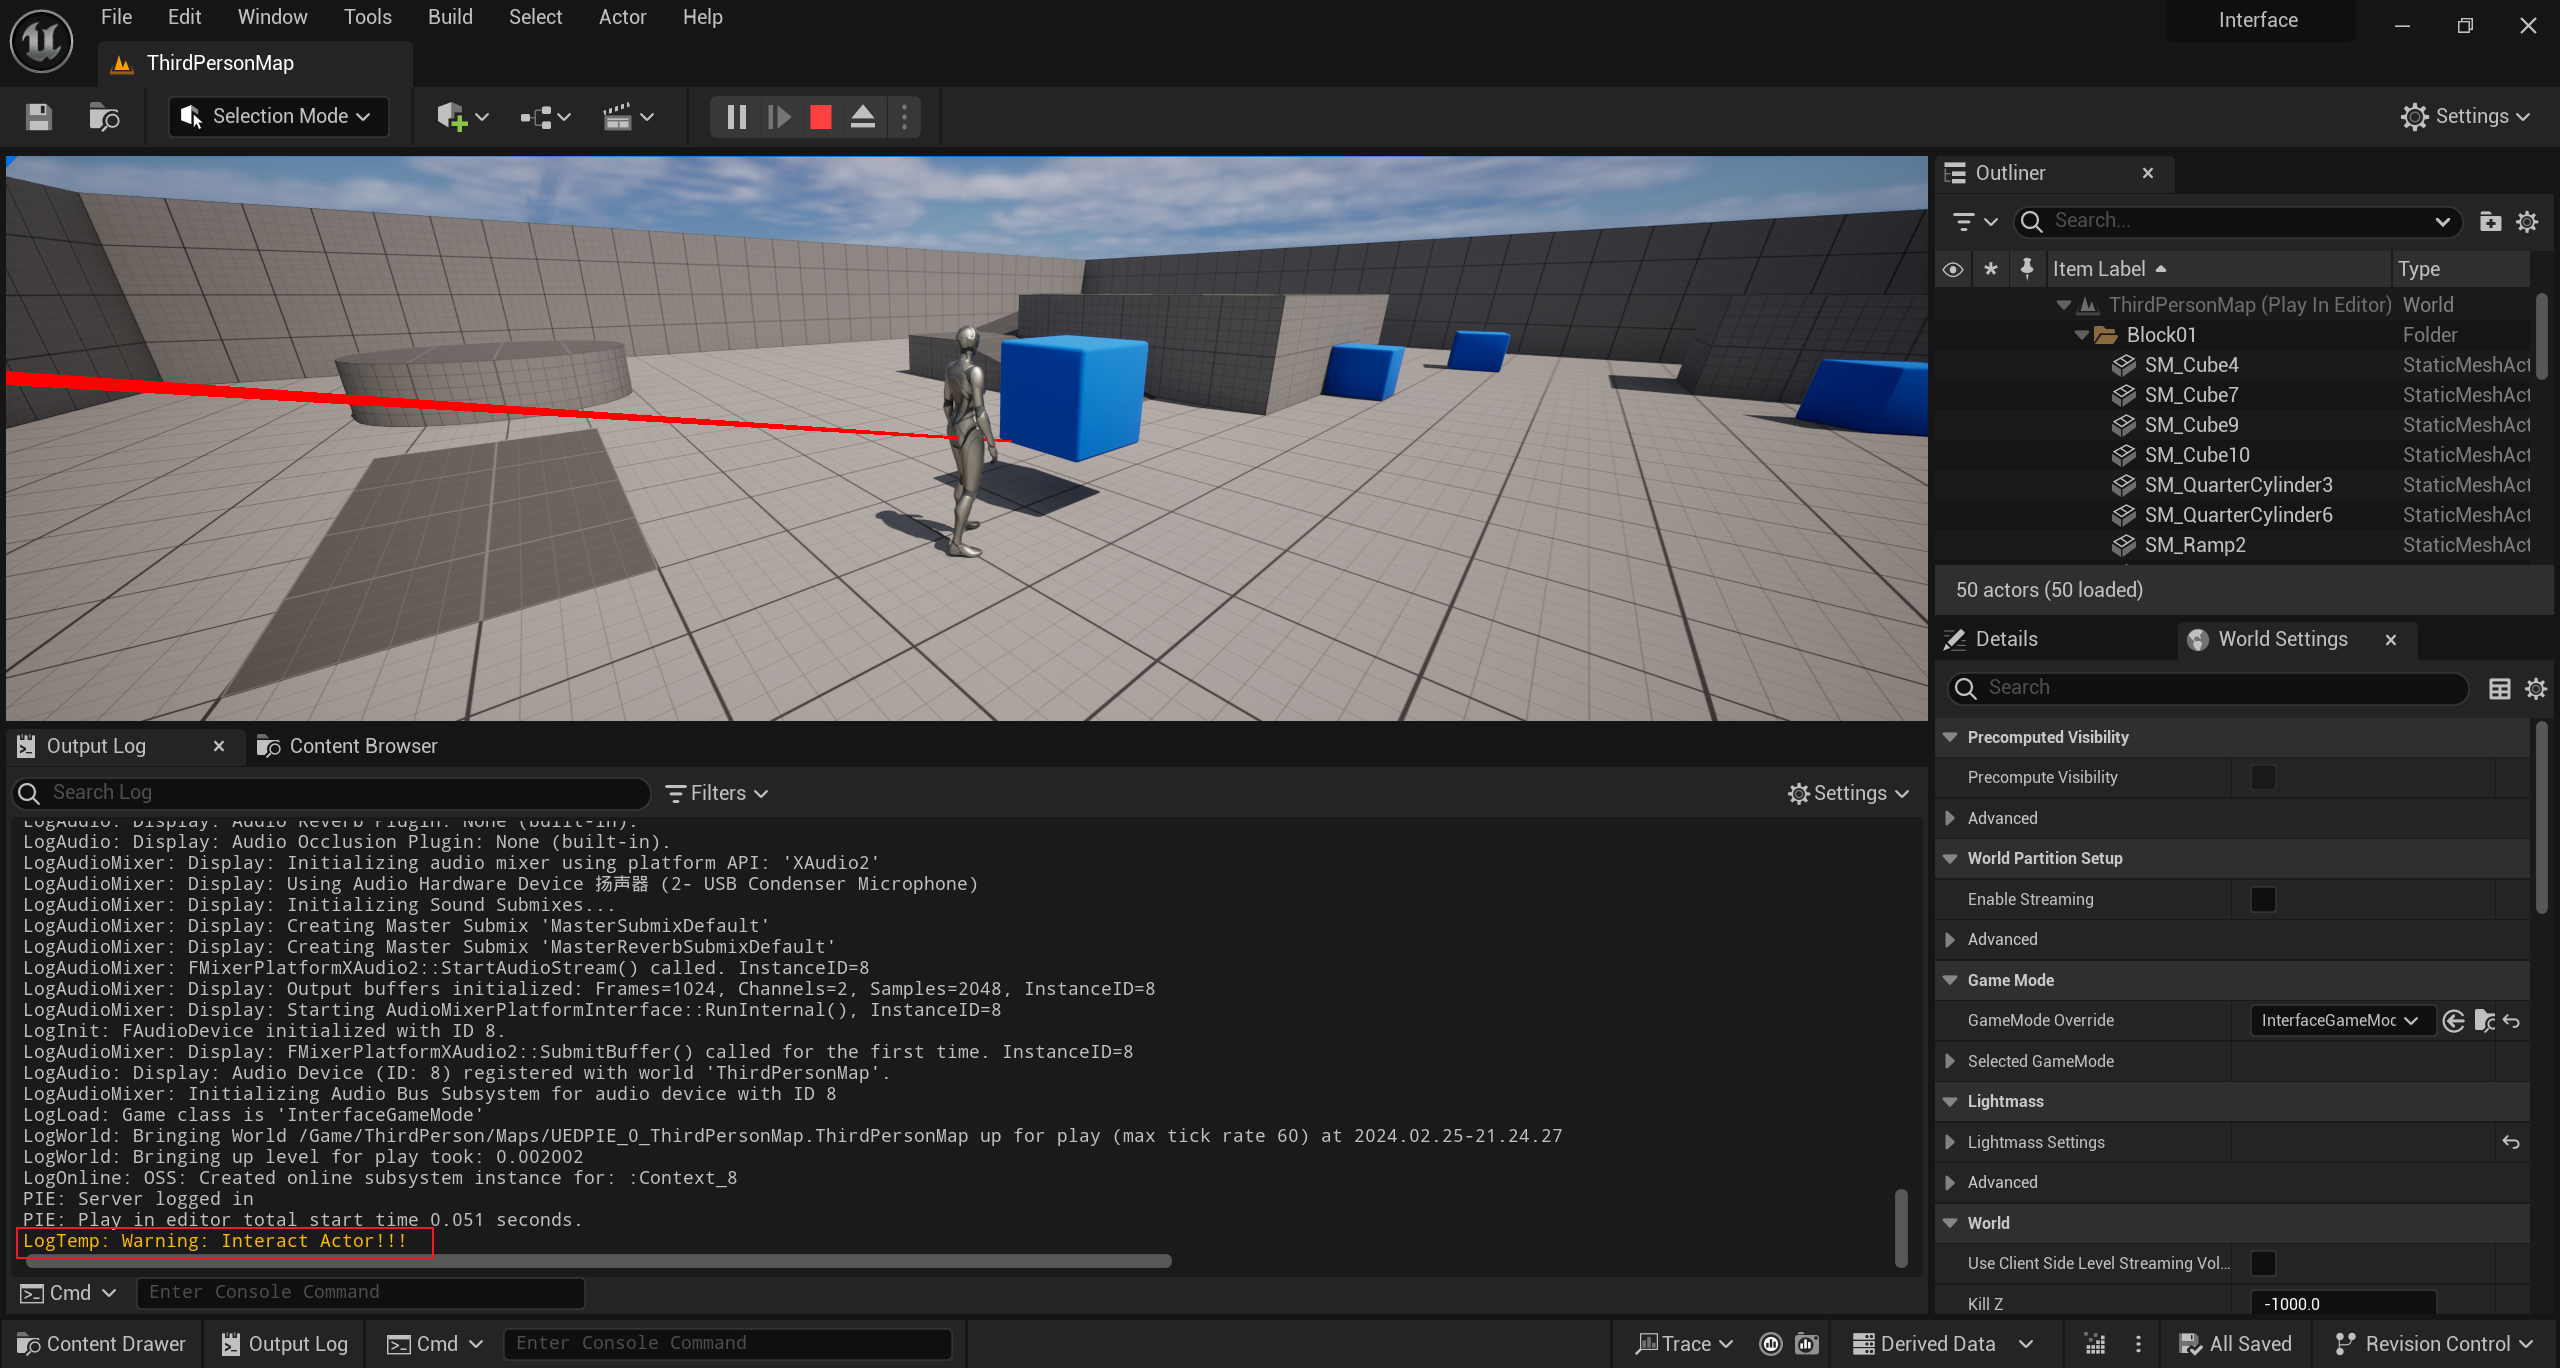 File Edit Window Tools Build Select Actor Help
Interface
ThirdPersonMap
Selection Mode
Settings
Outliner
Search...
Item Label Type
ThirdPersonMap (Play In Editor) World
Block01 Folder
SM_Cube4 StaticMeshAct
SM_Cube7 StaticMeshAct
SM_Cube9 StaticMeshAct
SM_Cube10 StaticMeshAct
SM_QuarterCylinder3 StaticMeshAct
SM_QuarterCylinder6 StaticMeshAct
SM_Ramp2 StaticMeshAct
50 actors (50 loaded)
Details World Settings
Search
Precomputed Visibility
Precompute Visibility
Advanced
World Partition Setup
Enable Streaming
Advanced
Game Mode
GameMode Override InterfaceGameMoc
Selected GameMode
Lightmass
Lightmass Settings
Advanced
World
Use Client Side Level Streaming Vol...
Kill Z -1000.0
Output Log Content Browser
Search Log Filters Settings
LogAudio: Display: Audio Reverb Plugin: None (built-in).
LogAudio: Display: Audio Occlusion Plugin: None (built-in).
LogAudioMixer: Display: Initializing audio mixer using platform API: 'XAudio2'
LogAudioMixer: Display: Using Audio Hardware Device 扬声器 (2- USB Condenser Microphone)
LogAudioMixer: Display: Initializing Sound Submixes...
LogAudioMixer: Display: Creating Master Submix 'MasterSubmixDefault'
LogAudioMixer: Display: Creating Master Submix 'MasterReverbSubmixDefault'
LogAudioMixer: FMixerPlatformXAudio2::StartAudioStream() called. InstanceID=8
LogAudioMixer: Display: Output buffers initialized: Frames=1024, Channels=2, Samples=2048, InstanceID=8
LogAudioMixer: Display: Starting AudioMixerPlatformInterface::RunInternal(), InstanceID=8
LogInit: FAudioDevice initialized with ID 8.
LogAudioMixer: Display: FMixerPlatformXAudio2::SubmitBuffer() called for the first time. InstanceID=8
LogAudio: Display: Audio Device (ID: 8) registered with world 'ThirdPersonMap'.
LogAudioMixer: Initializing Audio Bus Subsystem for audio device with ID 8
LogLoad: Game class is 'InterfaceGameMode'
LogWorld: Bringing World /Game/ThirdPerson/Maps/UEDPIE_0_ThirdPersonMap.ThirdPersonMap up for play (max tick rate 60) at 2024.02.25-21.24.27
LogWorld: Bringing up level for play took: 0.002002
LogOnline: OSS: Created online subsystem instance for: :Context_8
PIE: Server logged in
PIE: Play in editor total start time 0.051 seconds.
LogTemp: Warning: Interact Actor!!!
Cmd Enter Console Command
Content Drawer Output Log Cmd Enter Console Command Trace Derived Data All Saved Revision Control